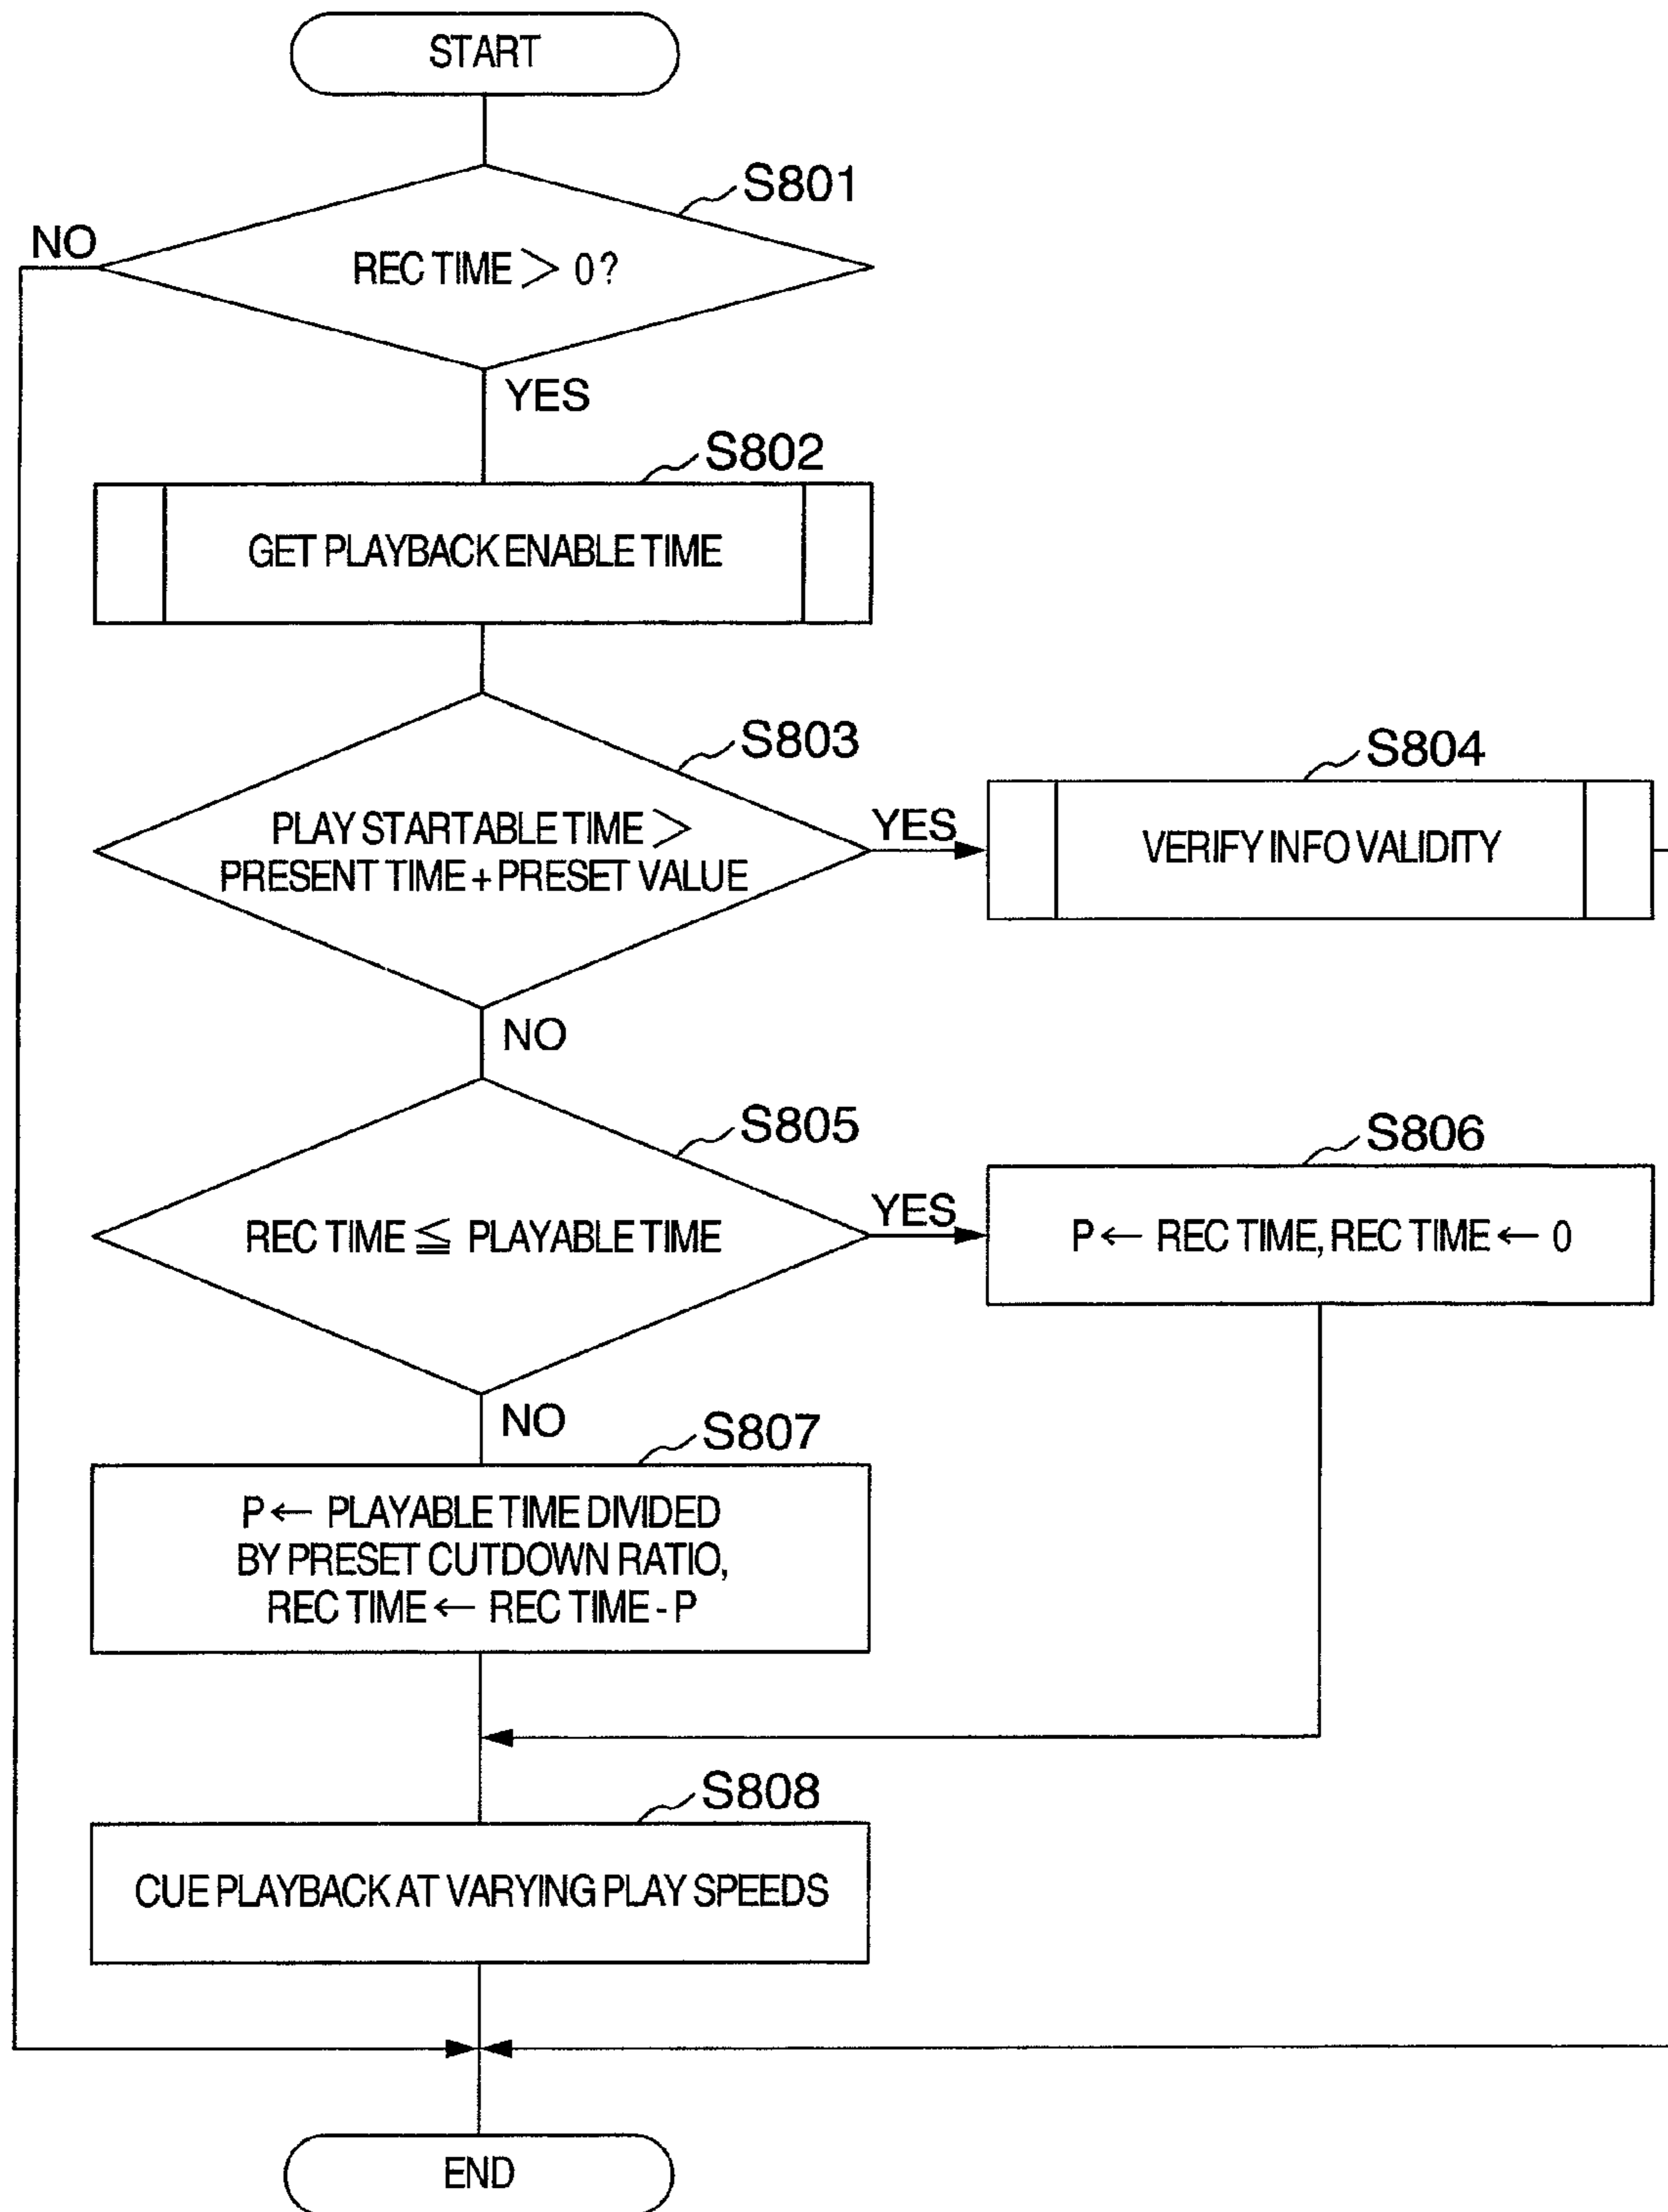 START
S801
NO
REC TIME > 0?
YES
S802
GET PLAYBACK ENABLE TIME
S803
PLAY STARTABLE TIME >
PRESENT TIME + PRESET VALUE
YES
S804
VERIFY INFO VALIDITY
NO
S805
REC TIME ≦ PLAYABLE TIME
YES
S806
P ← REC TIME, REC TIME ← 0
NO
S807
P ← PLAYABLE TIME DIVIDED
BY PRESET CUTDOWN RATIO,
REC TIME ← REC TIME - P
S808
CUE PLAYBACK AT VARYING PLAY SPEEDS
END